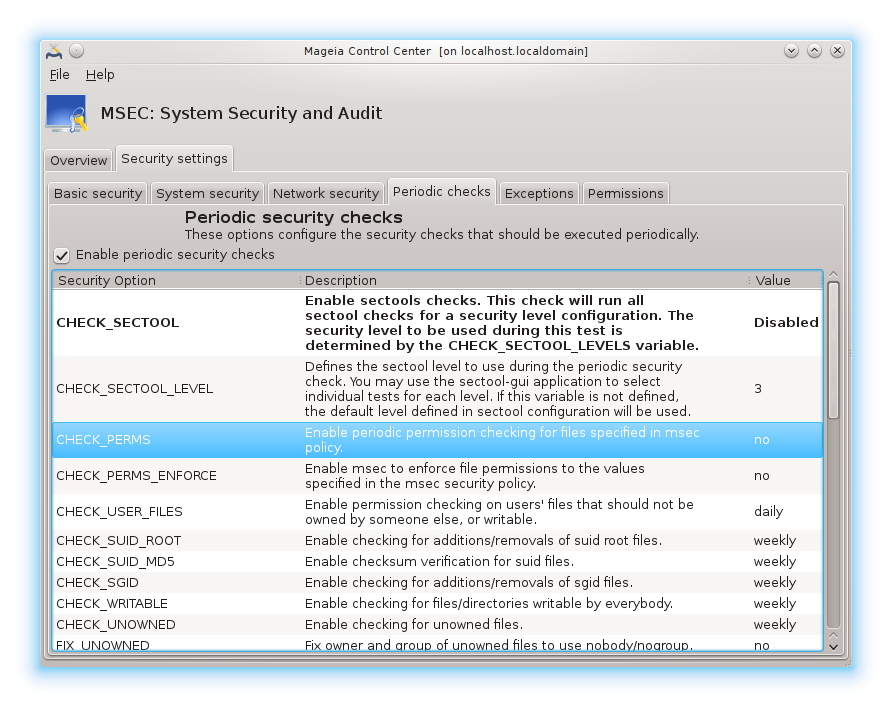 Mageia Control Center [on localhost.localdomain]
File Help
MSEC: System Security and Audit
Overview Security settings
Basic security System security Network security Periodic checks Exceptions Permissions
Periodic security checks
These options configure the security checks that should be executed periodically.
Enable periodic security checks
Security Option Description Value
Enable sectools checks. This check will run all
sectool checks for a security level configuration. The
CHECK_SECTOOL security level to be used during this test is Disabled
determined by the CHECK_SECTOOL_LEVELS variable.
Defines the sectool level to use during the periodic security
check. You may use the sectool-gui application to select
CHECK_SECTOOL_LEVEL individual tests for each level. If this variable is not defined, 3
the default level defined in sectool configuration will be used.
CHECK_PERMS Enable periodic permission checking for files specified in msec no
policy.
CHECK_PERMS_ENFORCE Enable msec to enforce file permissions to the values no
specified in the msec security policy.
CHECK_USER_FILES Enable permission checking on users' files that should not be daily
owned by someone else, or writable.
CHECK_SUID_ROOT Enable checking for additions/removals of suid root files. weekly
CHECK_SUID_MD5 Enable checksum verification for suid files. weekly
CHECK_SGID Enable checking for additions/removals of sgid files. weekly
CHECK_WRITABLE Enable checking for files/directories writable by everybody. weekly
CHECK_UNOWNED Enable checking for unowned files. weekly
FIX_UNOWNED Fix owner and group of unowned files to use nobody/nogroup. no